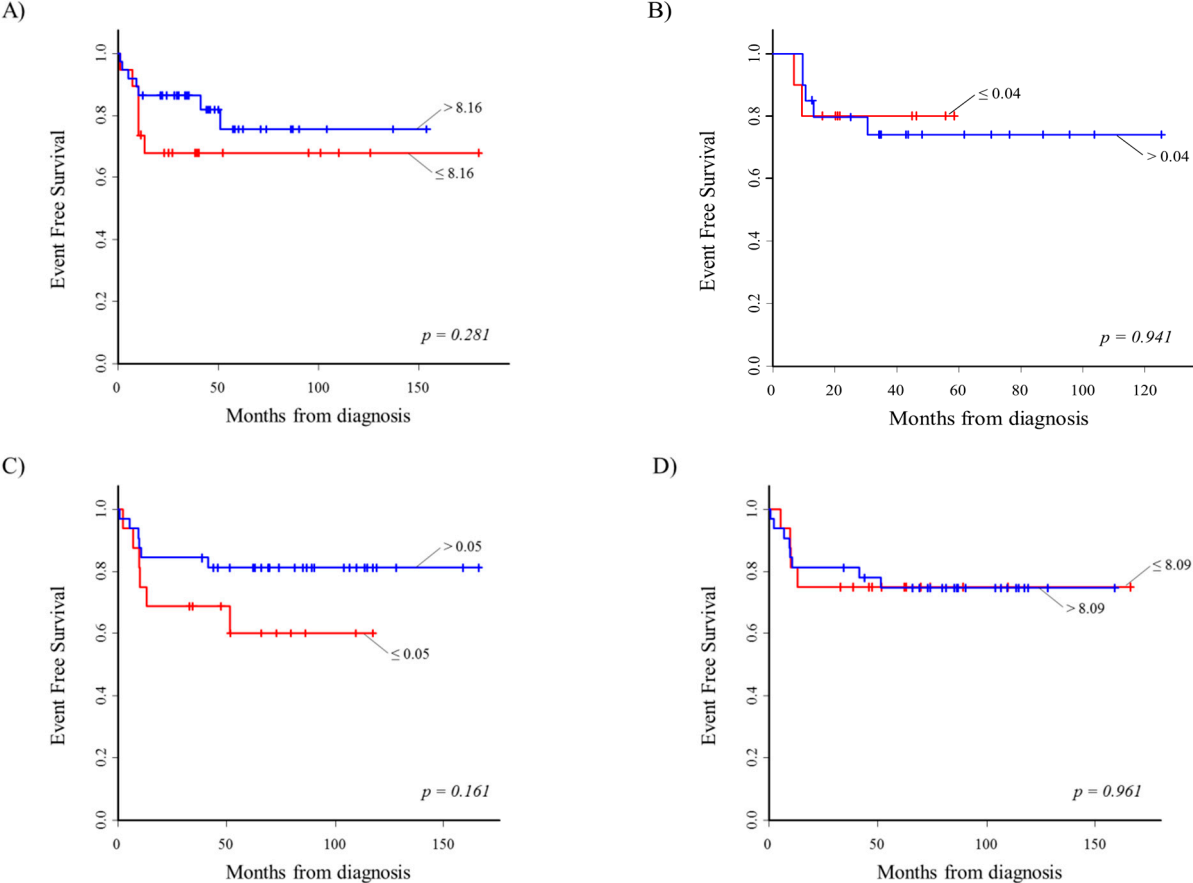 A)
Event Free Survival
1.0
0.8
0.6
0.4
0.2
0.0
> 8.16
≤ 8.16
p = 0.281
0 50 100 150
Months from diagnosis
B)
Event Free Survival
1.0
0.8
0.6
0.4
0.2
0.0
≤ 0.04
> 0.04
p = 0.941
0 20 40 60 80 100 120
Months from diagnosis
C)
Event Free Survival
1.0
0.8
0.6
0.4
0.2
0.0
> 0.05
≤ 0.05
p = 0.161
0 50 100 150
Months from diagnosis
D)
Event Free Survival
1.0
0.8
0.6
0.4
0.2
0.0
≤ 8.09
> 8.09
p = 0.961
0 50 100 150
Months from diagnosis